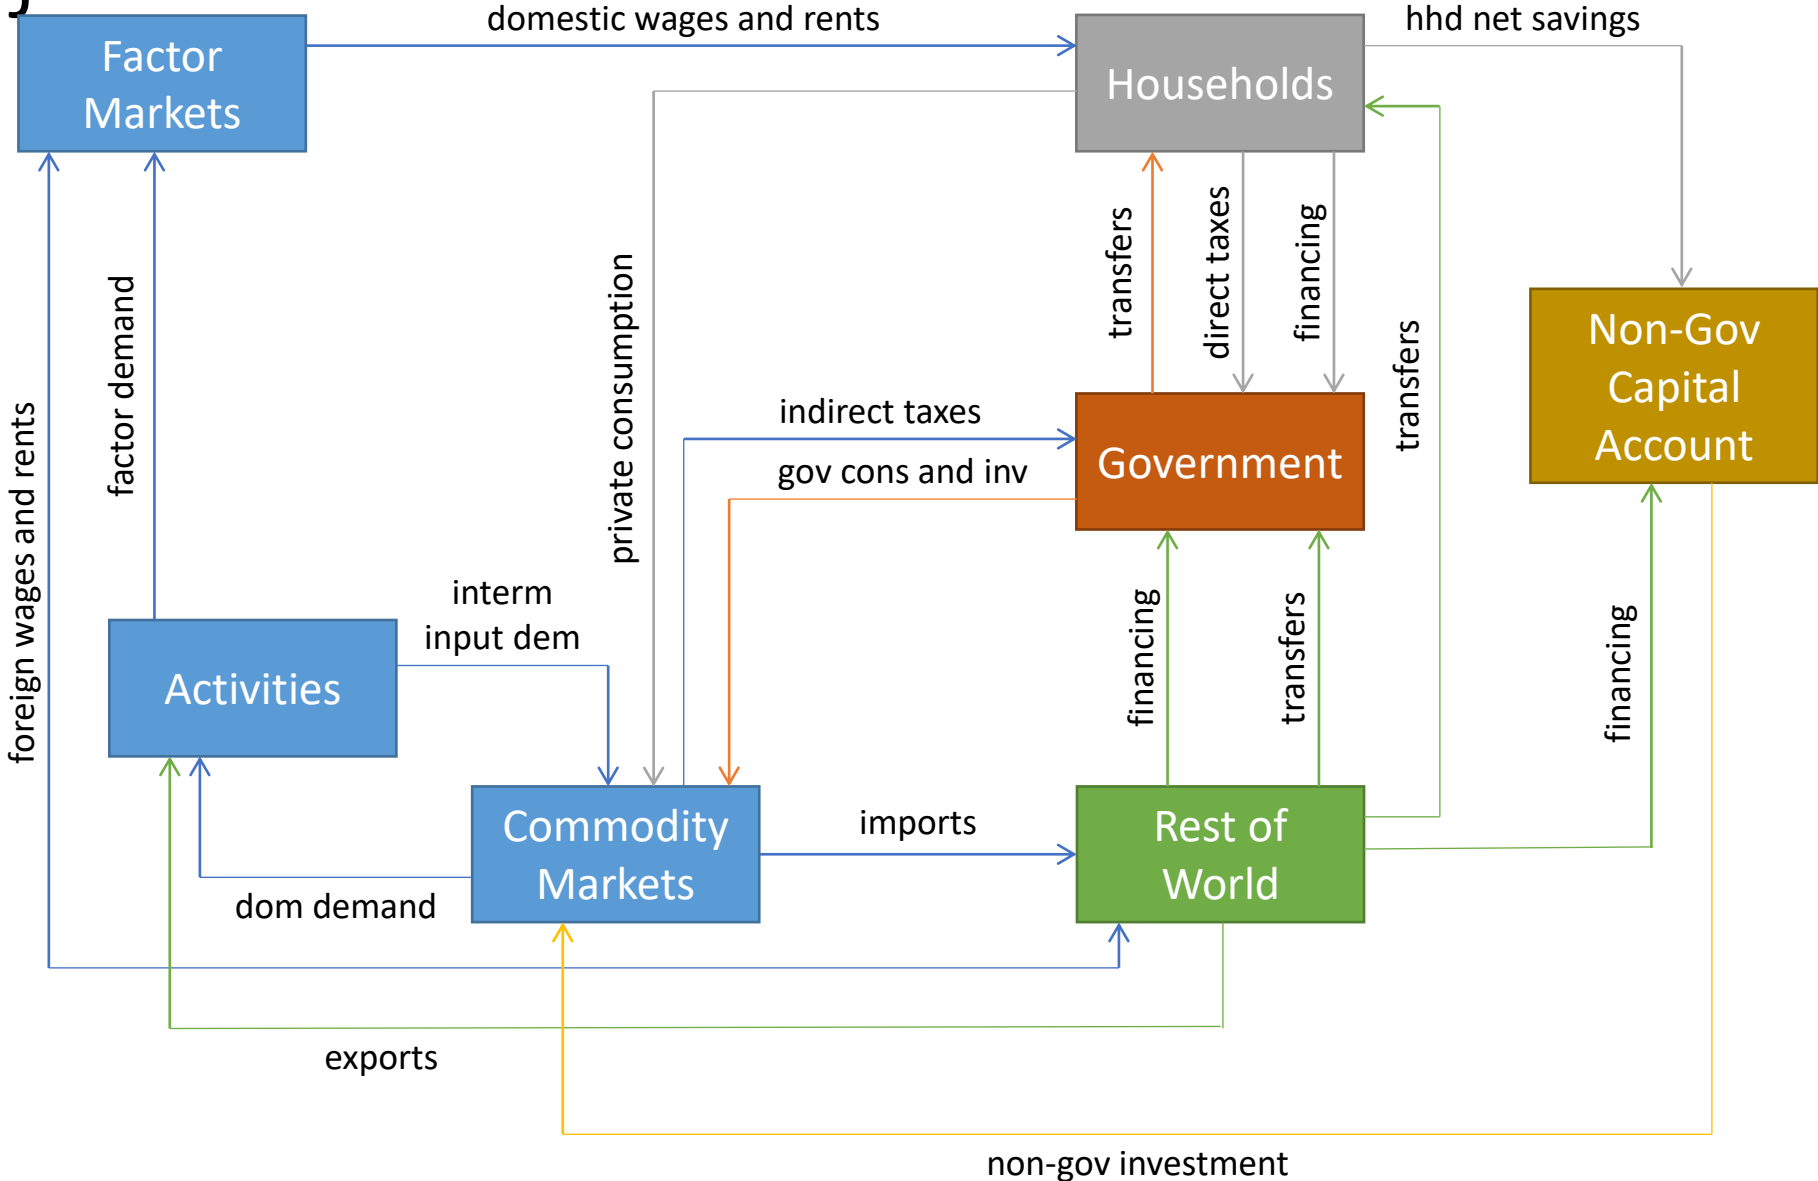 domestic wages and rents
hhd net savings
Factor
Markets
Households
transfers
direct taxes
financing
transfers
private consumption
factor demand
foreign wages and rents
Non-Gov
Capital
Account
indirect taxes
gov cons and inv
Government
interm
input dem
Activities
financing
transfers
financing
Commodity
Markets
imports
Rest of
World
dom demand
exports
non-gov investment